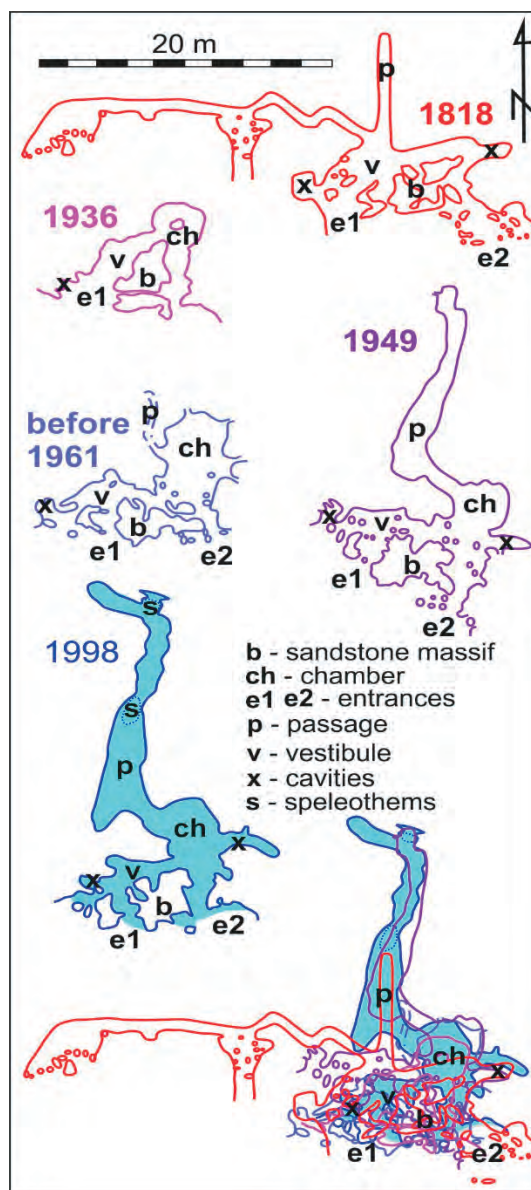 20 m
p
1818
x
v
x
b
e1
e2
1936
ch
v
x
b
e1
1949
p
ch
x
v
x
e1
b
e2
before
1961
p
ch
x
v
b
e1
e2
1998
s
s
p
ch
x
x
v
b
e1
e2
b - sandstone massif
ch - chamber
e1 e2 - entrances
p - passage
v - vestibule
x - cavities
s - speleothems
p
ch
x
x
v
b
e1
e2